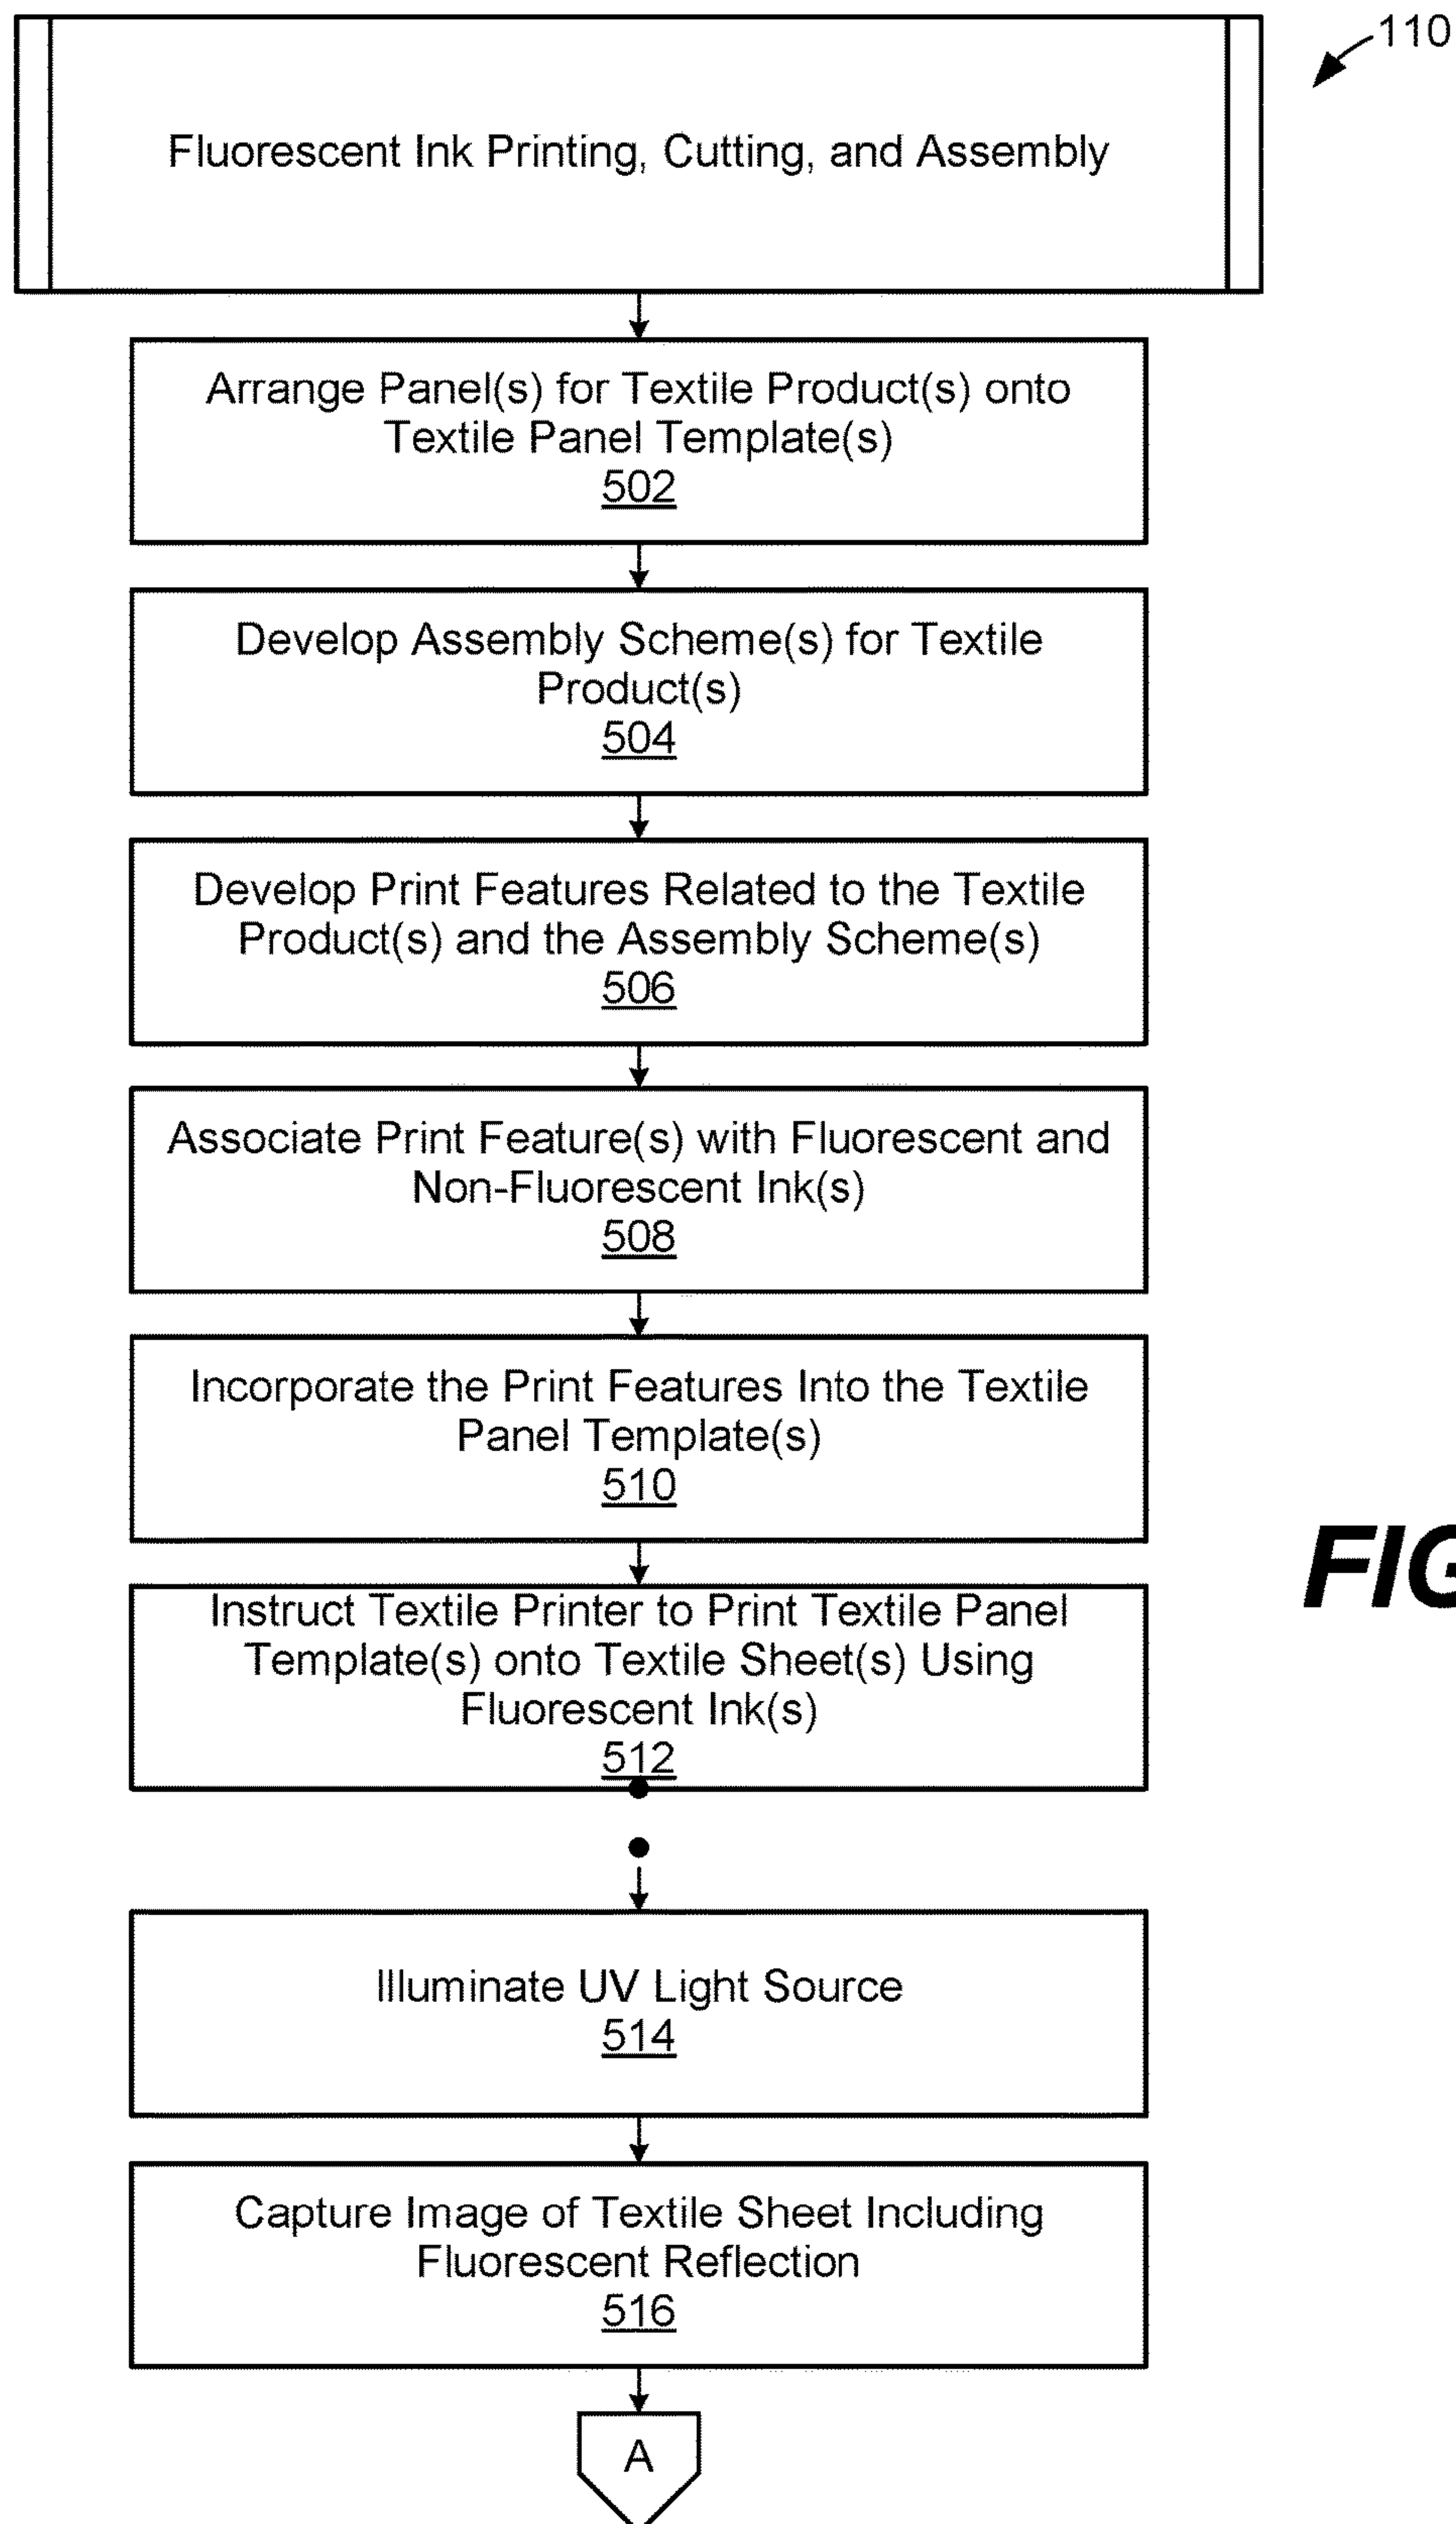 110
Fluorescent Ink Printing, Cutting, and Assembly
Arrange Panel(s) for Textile Product(s) onto
Textile Panel Template(s)
502
Develop Assembly Scheme(s) for Textile
Product(s)
504
Develop Print Features Related to the Textile
Product(s) and the Assembly Scheme(s)
506
Associate Print Feature(s) with Fluorescent and
Non-Fluorescent Ink(s)
508
Incorporate the Print Features Into the Textile
Panel Template(s)
510
FIG
Instruct Textile Printer to Print Textile Panel
Template(s) onto Textile Sheet(s) Using
Fluorescent Ink(s)
512
Illuminate UV Light Source
514
Capture Image of Textile Sheet Including
Fluorescent Reflection
516
A